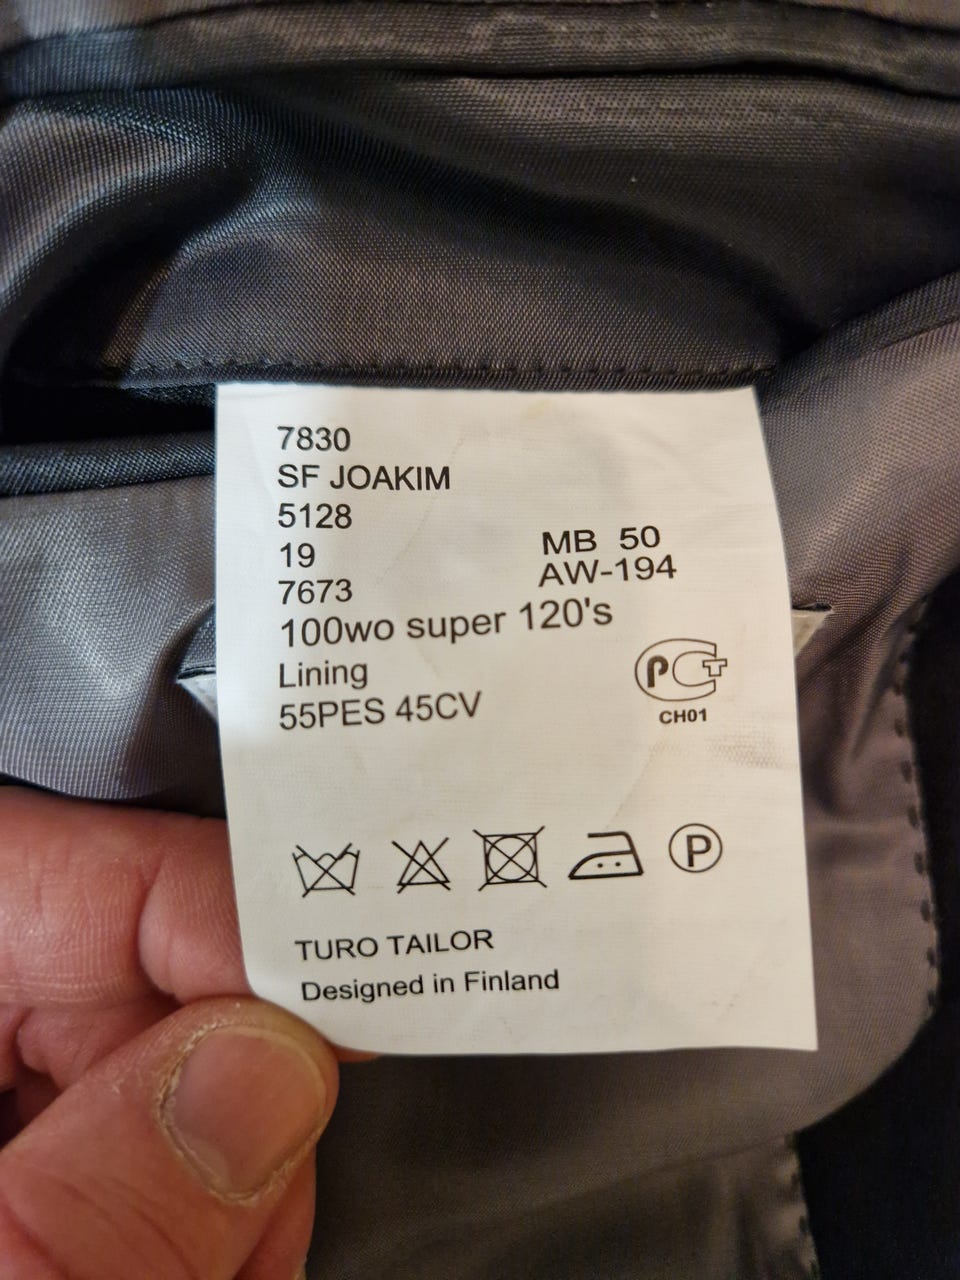 7830
SF JOAKIM
5128
19
7673
MB 50
AW-194
100wo super 120's
Lining
55PES 45CV
PCT
CH01
P
TURO TAILOR
Designed in Finland